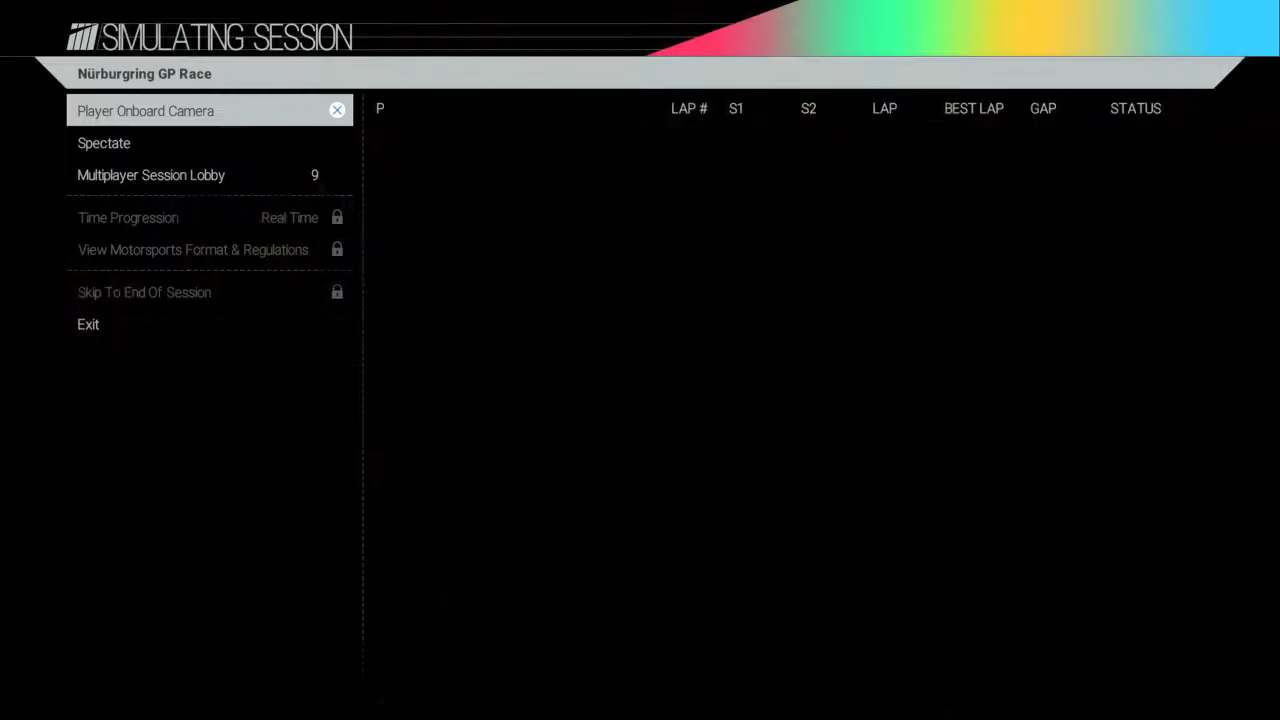 SIMULATING SESSION
Nürburgring GP Race
Player Onboard Camera
P LAP # S1 S2 LAP BEST LAP GAP STATUS
Spectate
Multiplayer Session Lobby 9
Time Progression Real Time
View Motorsports Format & Regulations
Skip To End Of Session
Exit